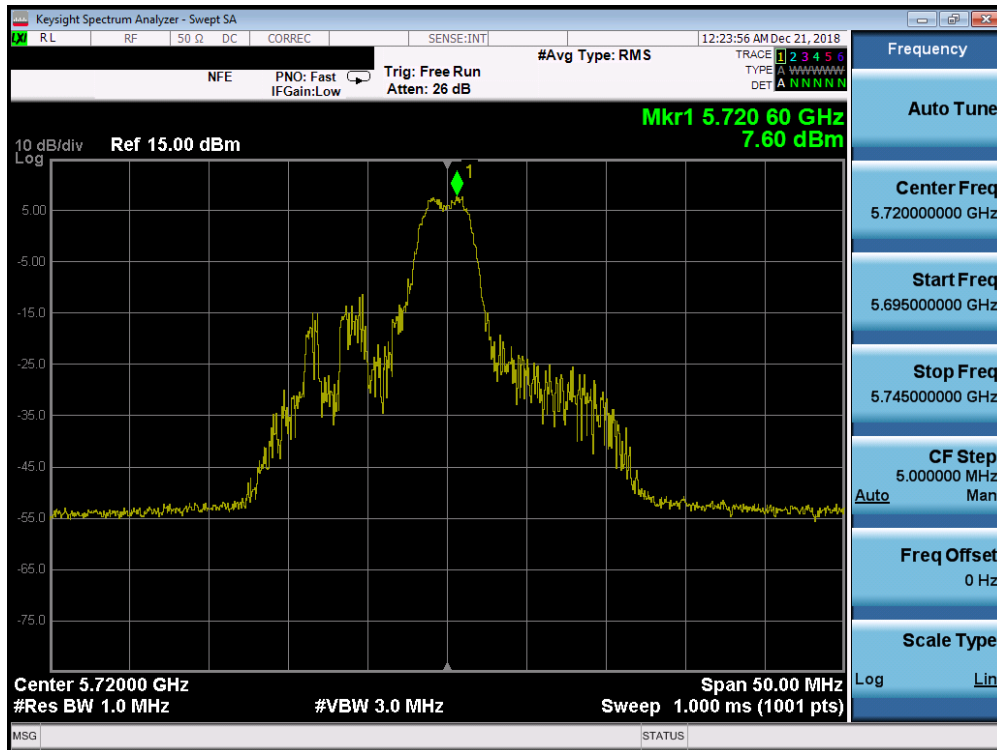 Keysight Spectrum Analyzer - Swept SA
LXI RL RF 50 Ω DC CORREC SENSE:INT 12:23:56 AM Dec 21, 2018
NFE PNO: Fast IFGain:Low Trig: Free Run Atten: 26 dB #Avg Type: RMS
TRACE 1 2 3 4 5 6
TYPE A WWWWW
DET A N N N N N
Mkr1 5.720 60 GHz
7.60 dBm
10 dB/div Ref 15.00 dBm
Log
1
5.00
-5.00
-15.0
-25.0
-35.0
-45.0
-55.0
-65.0
-75.0
Center 5.72000 GHz Span 50.00 MHz
#Res BW 1.0 MHz #VBW 3.0 MHz Sweep 1.000 ms (1001 pts)
MSG STATUS
Frequency
Auto Tune
Center Freq
5.720000000 GHz
Start Freq
5.695000000 GHz
Stop Freq
5.745000000 GHz
CF Step
5.000000 MHz
Auto Man
Freq Offset
0 Hz
Scale Type
Log Lin